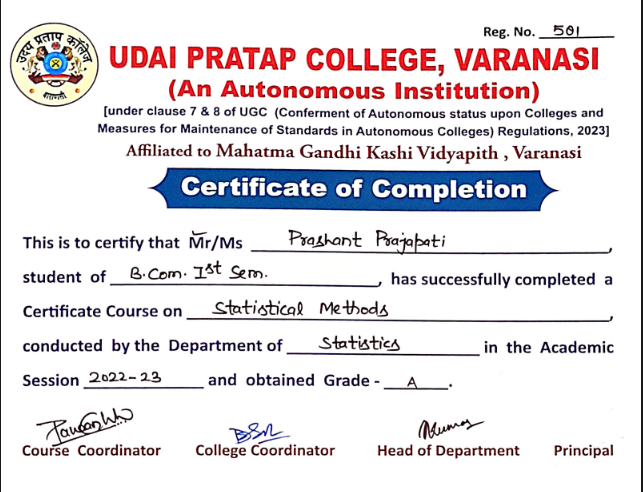 Reg. No. 501
उदय प्रताप कॉलेज
वाराणसी
UDAI PRATAP COLLEGE, VARANASI
(An Autonomous Institution)
[under clause 7 & 8 of UGC (Conferment of Autonomous status upon Colleges and
Measures for Maintenance of Standards in Autonomous Colleges) Regulations, 2023]
Affiliated to Mahatma Gandhi Kashi Vidyapith , Varanasi
Certificate of Completion
This is to certify that Mr/Ms Prashant Prajapati,
student of B.Com. Ist Sem., has successfully completed a
Certificate Course on Statistical Methods,
conducted by the Department of Statistics in the Academic
Session 2022-23 and obtained Grade - A.
Course Coordinator College Coordinator Head of Department Principal